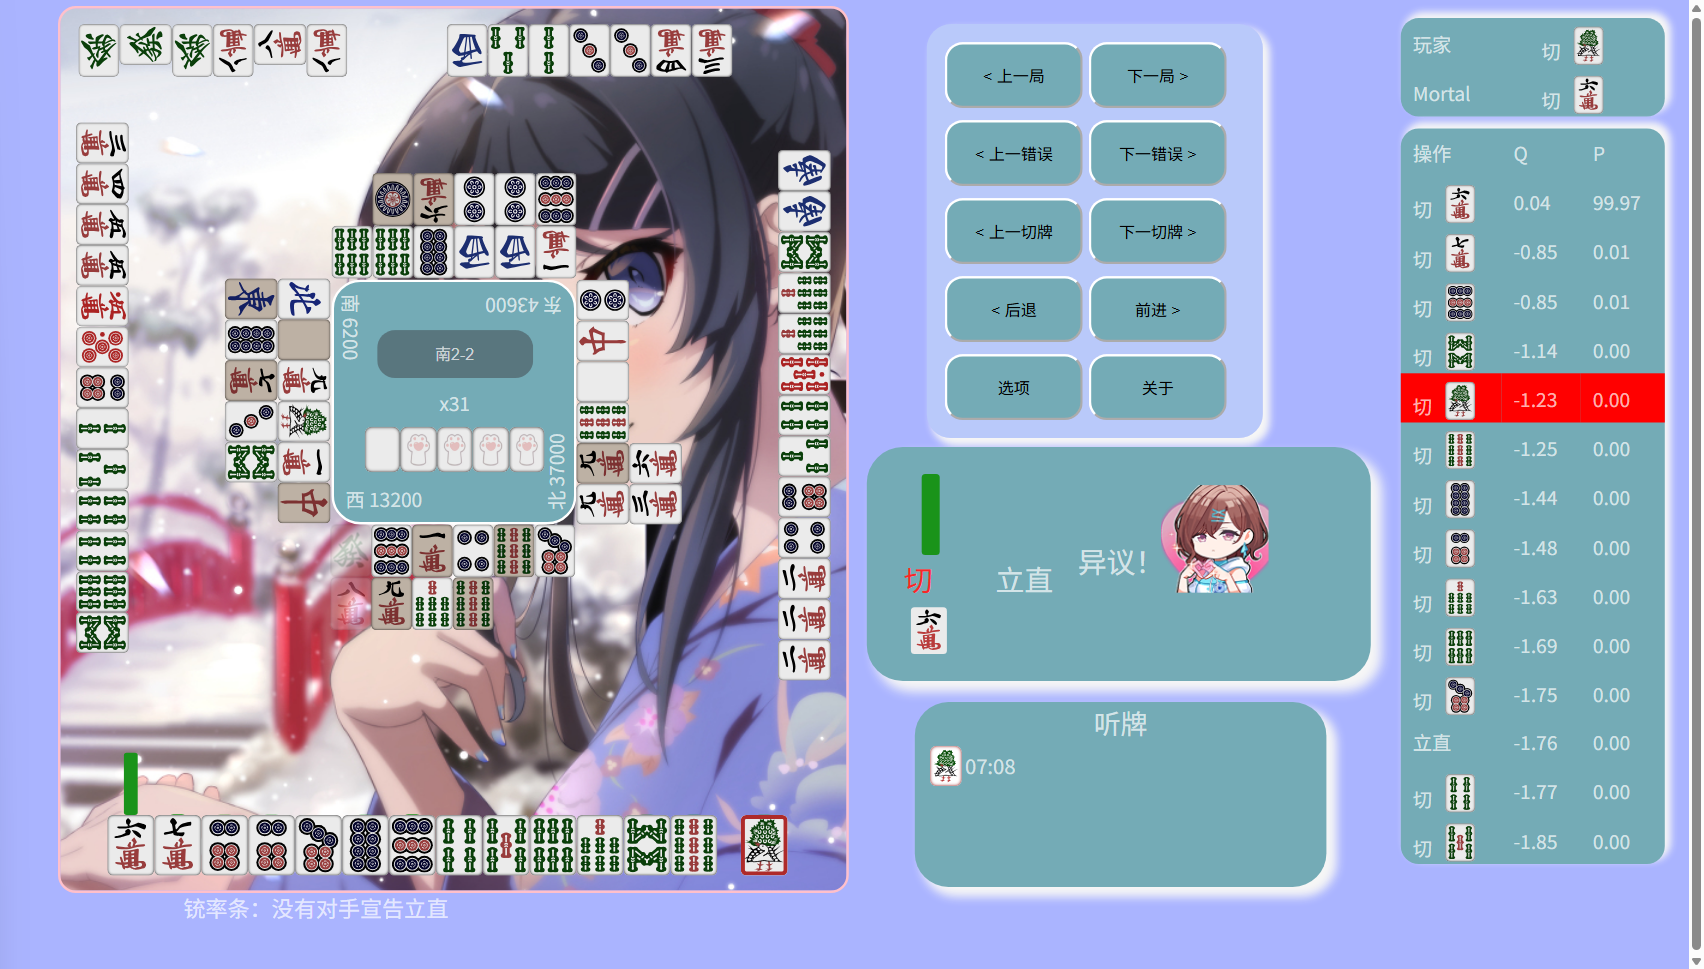 南 6200
东 43600
南2-2
x31
西 13200
北 37000
铳率条：没有对手宣告立直
< 上一局
下一局 >
< 上一错误
下一错误 >
< 上一切牌
下一切牌 >
< 后退
前进 >
选项
关于
切
立直
异议！
听牌
07:08
玩家 切
Mortal 切
操作 Q P
切 0.04 99.97
切 -0.85 0.01
切 -0.85 0.01
切 -1.14 0.00
切 -1.23 0.00
切 -1.25 0.00
切 -1.44 0.00
切 -1.48 0.00
切 -1.63 0.00
切 -1.69 0.00
切 -1.75 0.00
立直 -1.76 0.00
切 -1.77 0.00
切 -1.85 0.00